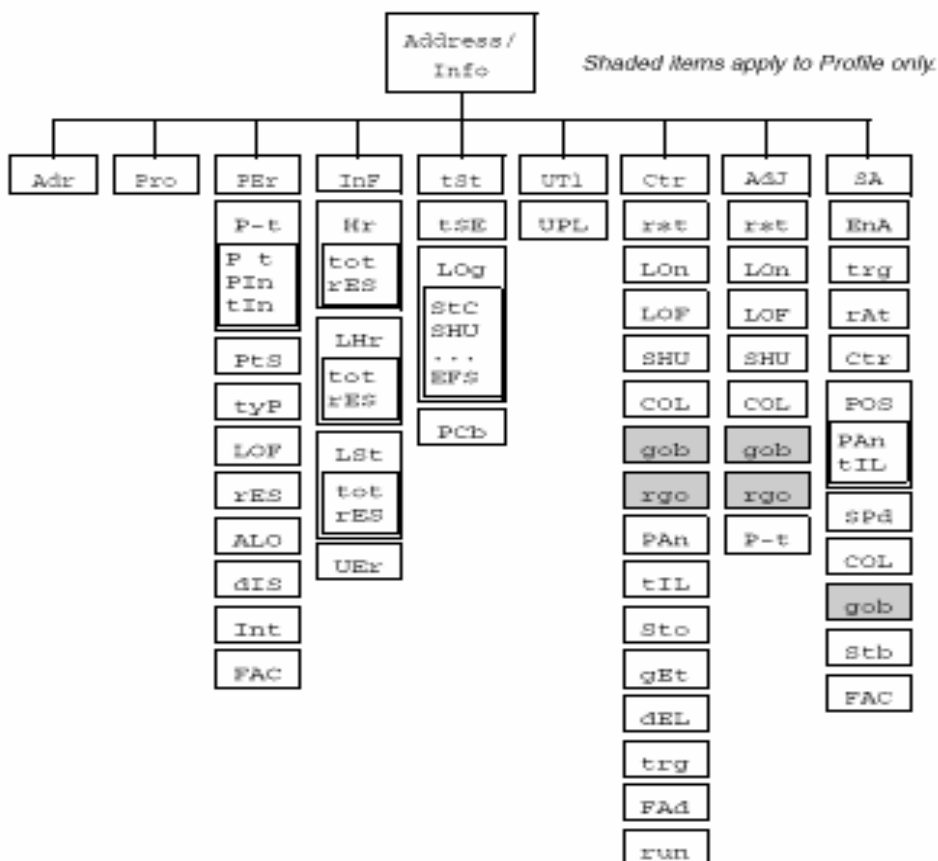 Address/
Info
Shaded items apply to Profile only.
Adr
Pro
PEr
P-t
P t
PIn
tIn
PtS
tyP
LOF
rES
ALO
dIS
Int
FAC
InF
Hr
tot
rES
LHr
tot
rES
LSt
tot
rES
UEr
tSt
tSE
LOg
StC
SHU
...
EFS
PCb
UTl
UPL
Ctr
rst
LOn
LOF
SHU
COL
gob
rgo
PAn
tIL
Sto
gEt
dEL
trg
FAd
run
AdJ
rst
LOn
LOF
SHU
COL
gob
rgo
P-t
SA
EnA
trg
rAt
Ctr
POS
PAn
tIL
SPd
COL
gob
Stb
FAC